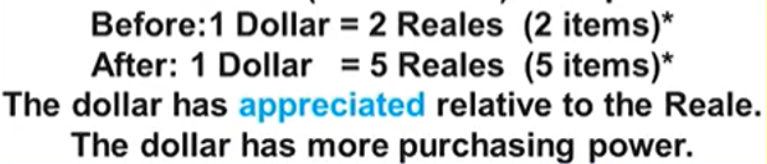 Before:1 Dollar = 2 Reales (2 items)*
After: 1 Dollar = 5 Reales (5 items)*
The dollar has appreciated relative to the Reale.
The dollar has more purchasing power.